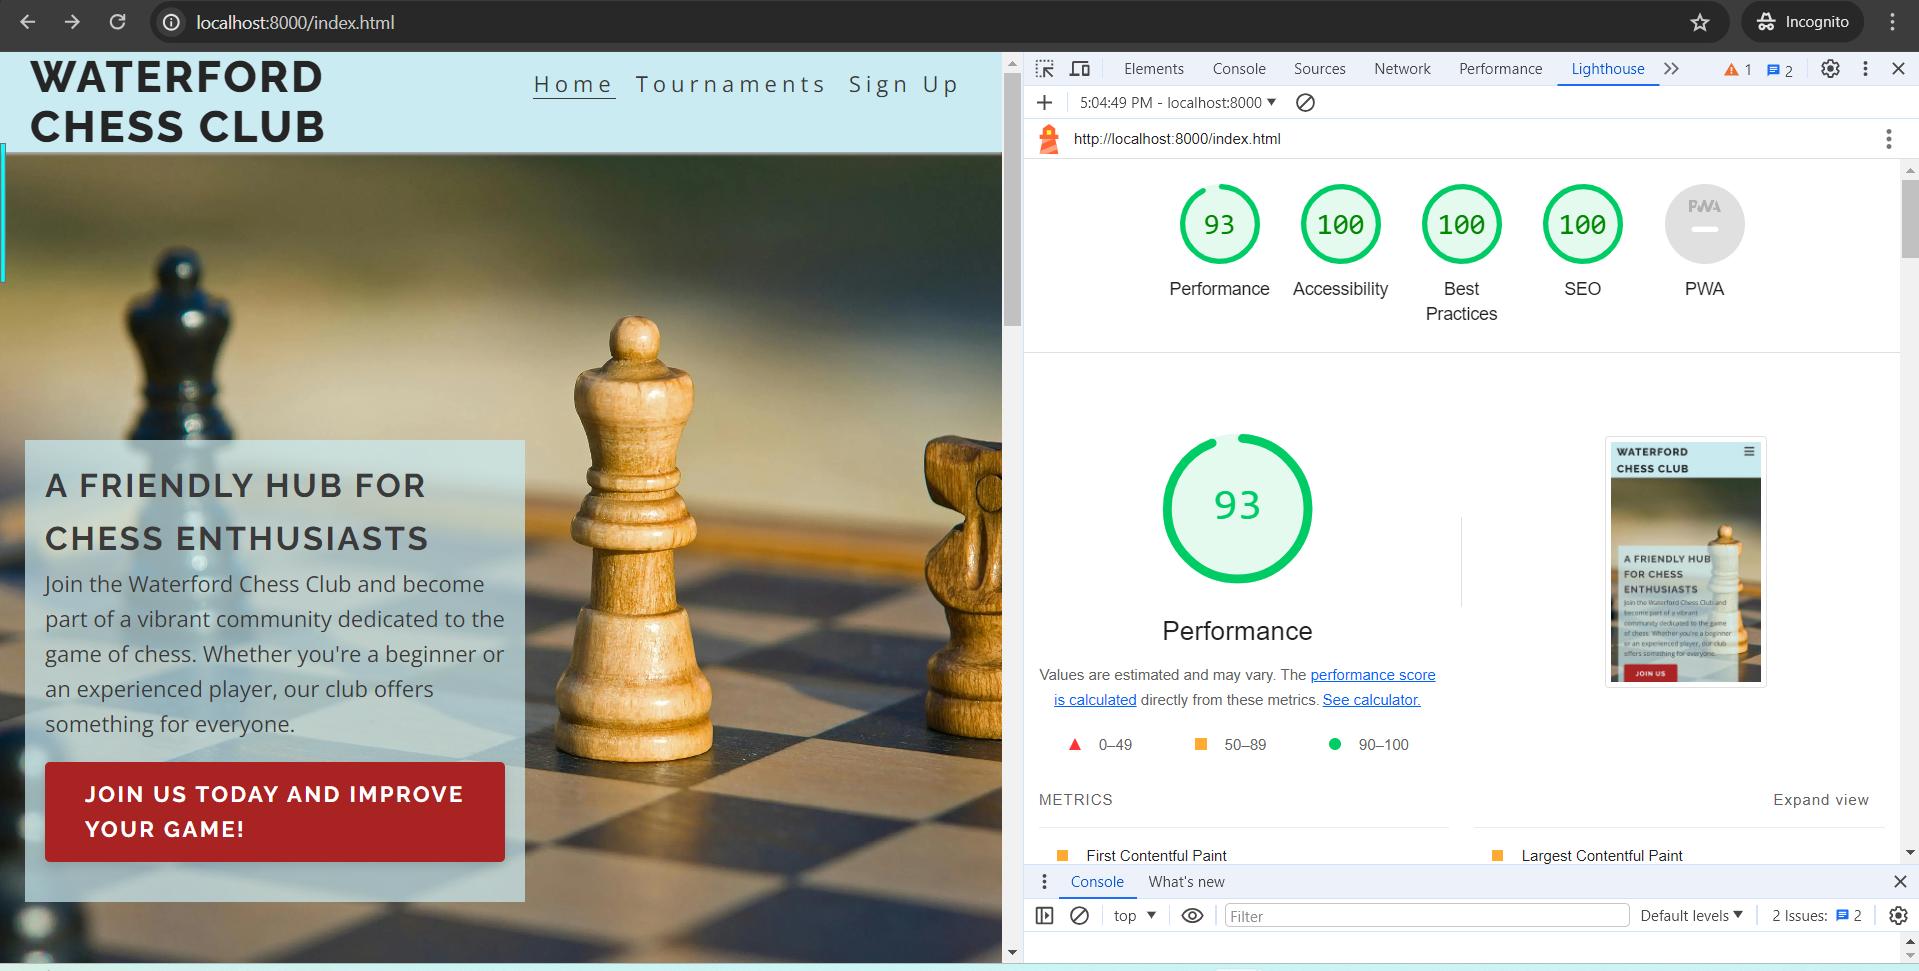 localhost:8000/index.html
Incognito
WATERFORD
CHESS CLUB
Home Tournaments Sign Up
A FRIENDLY HUB FOR
CHESS ENTHUSIASTS
Join the Waterford Chess Club and become
part of a vibrant community dedicated to the
game of chess. Whether you're a beginner or
an experienced player, our club offers
something for everyone.
JOIN US TODAY AND IMPROVE
YOUR GAME!
Elements Console Sources Network Performance Lighthouse 1 2
5:04:49 PM - localhost:8000
http://localhost:8000/index.html
93 100 100 100 PWA
Performance Accessibility Best Practices SEO PWA
93
Performance
Values are estimated and may vary. The performance score
is calculated directly from these metrics. See calculator.
0–49 50–89 90–100
WATERFORD
CHESS CLUB
A FRIENDLY HUB
FOR CHESS
ENTHUSIASTS
Join the Waterford Chess Club and
become part of a vibrant
community dedicated to the game
of chess. Whether you're a beginner
or an experienced player, our club
offers something for everyone.
JOIN US
METRICS Expand view
First Contentful Paint Largest Contentful Paint
Console What's new
top Filter Default levels 2 Issues: 2